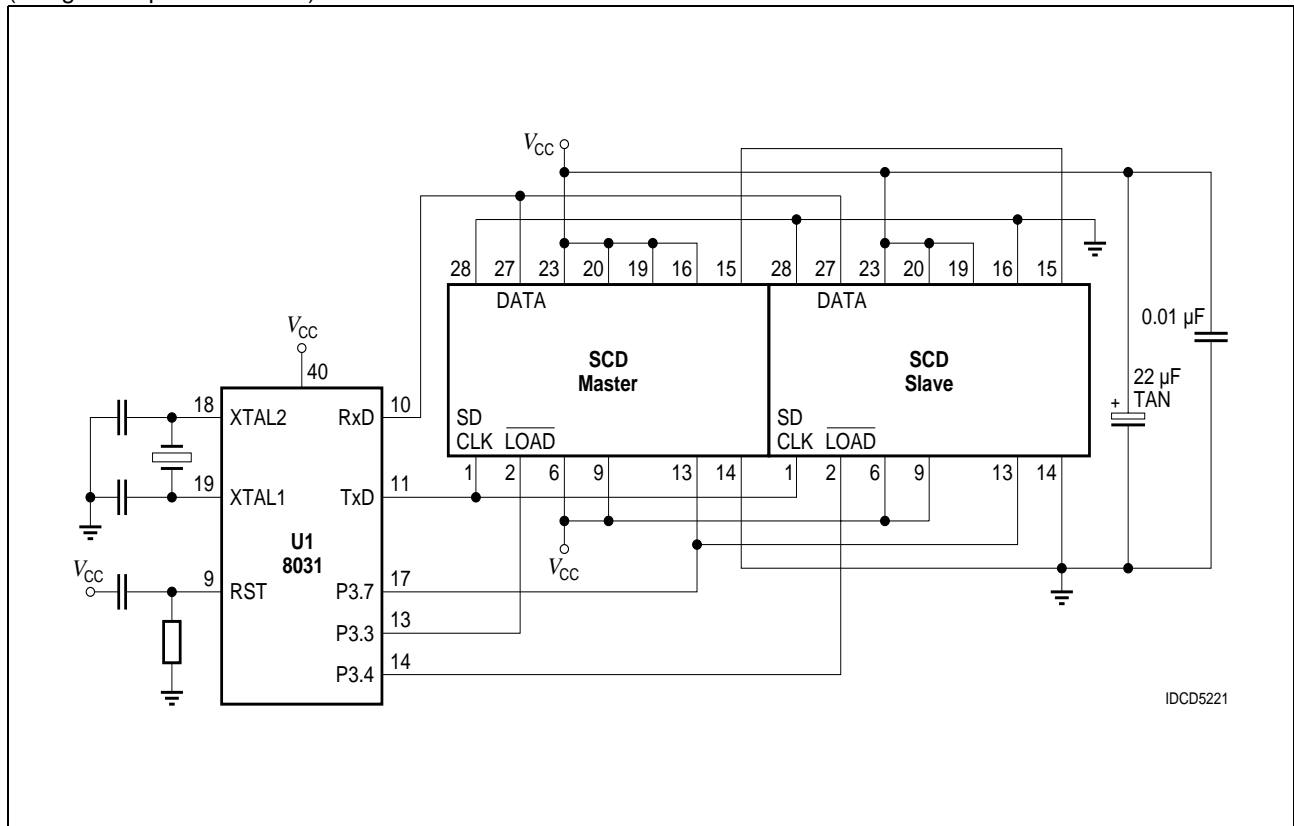 V_CC
28 27 23 20 19 16 15 28 27 23 20 19 16 15
DATA DATA
0.01 µF
SCD
Master
SCD
Slave
22 µF
TAN
+
SD
CLK LOAD
SD
CLK LOAD
1 2 6 9 13 14 1 2 6 9 13 14
V_CC
V_CC
40
18 XTAL2 RxD 10
19 XTAL1 TxD 11
U1
8031
V_CC
9 RST P3.7 17
P3.3 13
P3.4 14
IDCD5221